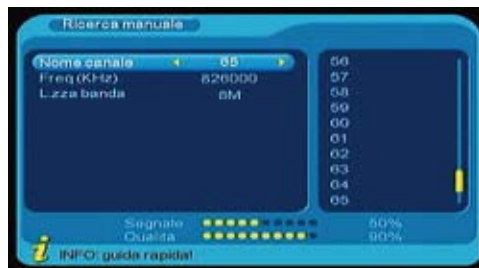 Ricerca manuale
Nome canale 65
Freq (KHz) 826000
L.zza banda 8M
56
57
58
59
60
61
62
63
64
65
Segnale 50%
Qualita 90%
INFO: guida rapida!